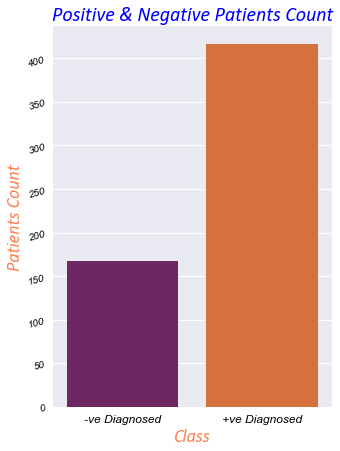 Positive & Negative Patients Count
Patients Count
400
350
300
250
200
150
100
50
0
-ve Diagnosed
+ve Diagnosed
Class